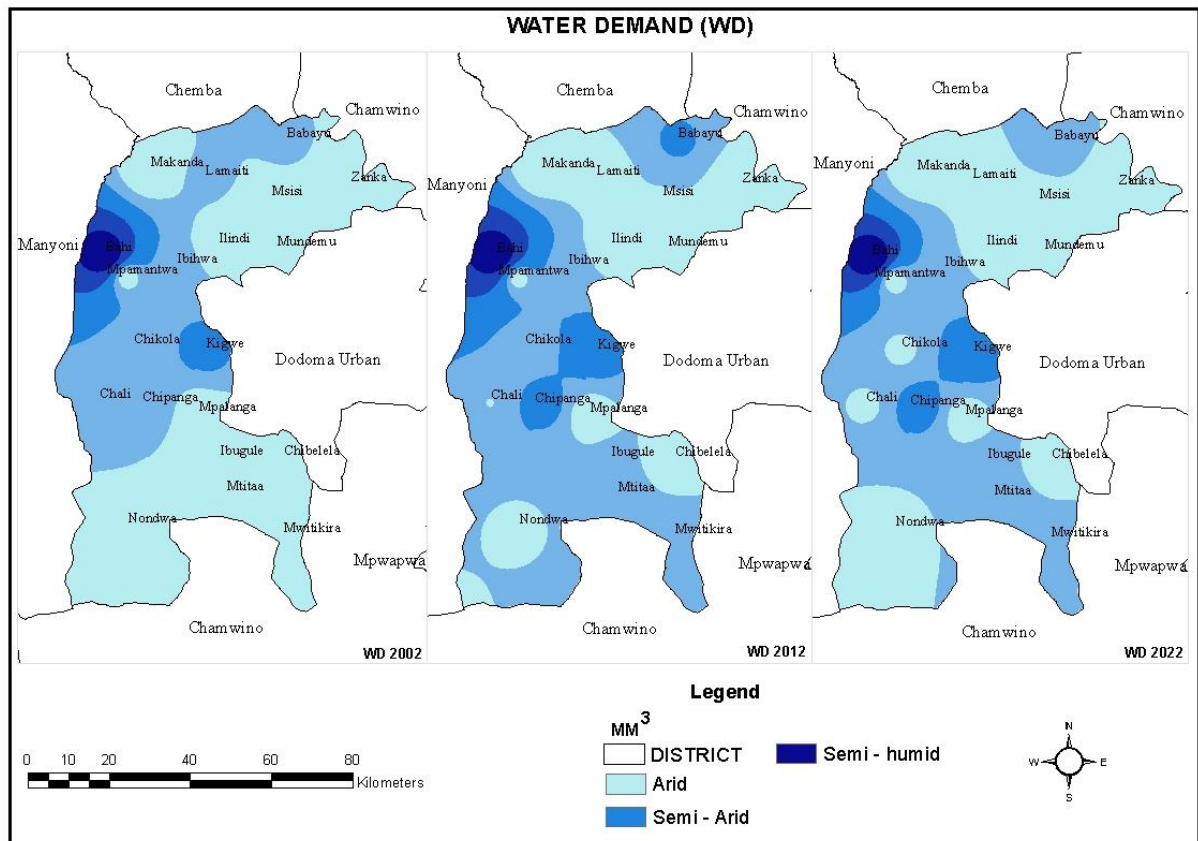 WATER DEMAND (WD)
Chemba
Chamwino
Babayu
Makanda
Lamaiti
Zanka
Msisi
Manyoni
Bahi
Ilindi
Mundemu
Ibihwa
Mpamantwa
Chikola
Kigwe
Dodoma Urban
Chali
Chipanga
Mpalanga
Ibugule
Chibelela
Mtitaa
Nondwa
Mwitikira
Mpwapwa
Chamwino
WD 2002
Chemba
Chamwino
Babayu
Makanda
Lamaiti
Zanka
Manyoni
Msisi
Ilindi
Mundemu
Bahi
Ibihwa
Mpamantwa
Chikola
Kigwe
Dodoma Urban
Chali
Chipanga
Mpalanga
Ibugule
Chibelela
Mtitaa
Nondwa
Mwitikira
Mpwapwa
Chamwino
WD 2012
Chemba
Chamwino
Babayu
Manyoni
Makanda
Lamaiti
Zanka
Msisi
Ilindi
Mundemu
Bahi
Ibihwa
Mpamantwa
Chikola
Kigwe
Dodoma Urban
Chali
Chipanga
Mpalanga
Ibugule
Chibelela
Mtitaa
Nondwa
Mwitikira
Mpwapwa
Chamwino
WD 2022
Legend
MM³
DISTRICT
Semi - humid
Arid
Semi - Arid
0 10 20 40 60 80
Kilometers
N
W E
S